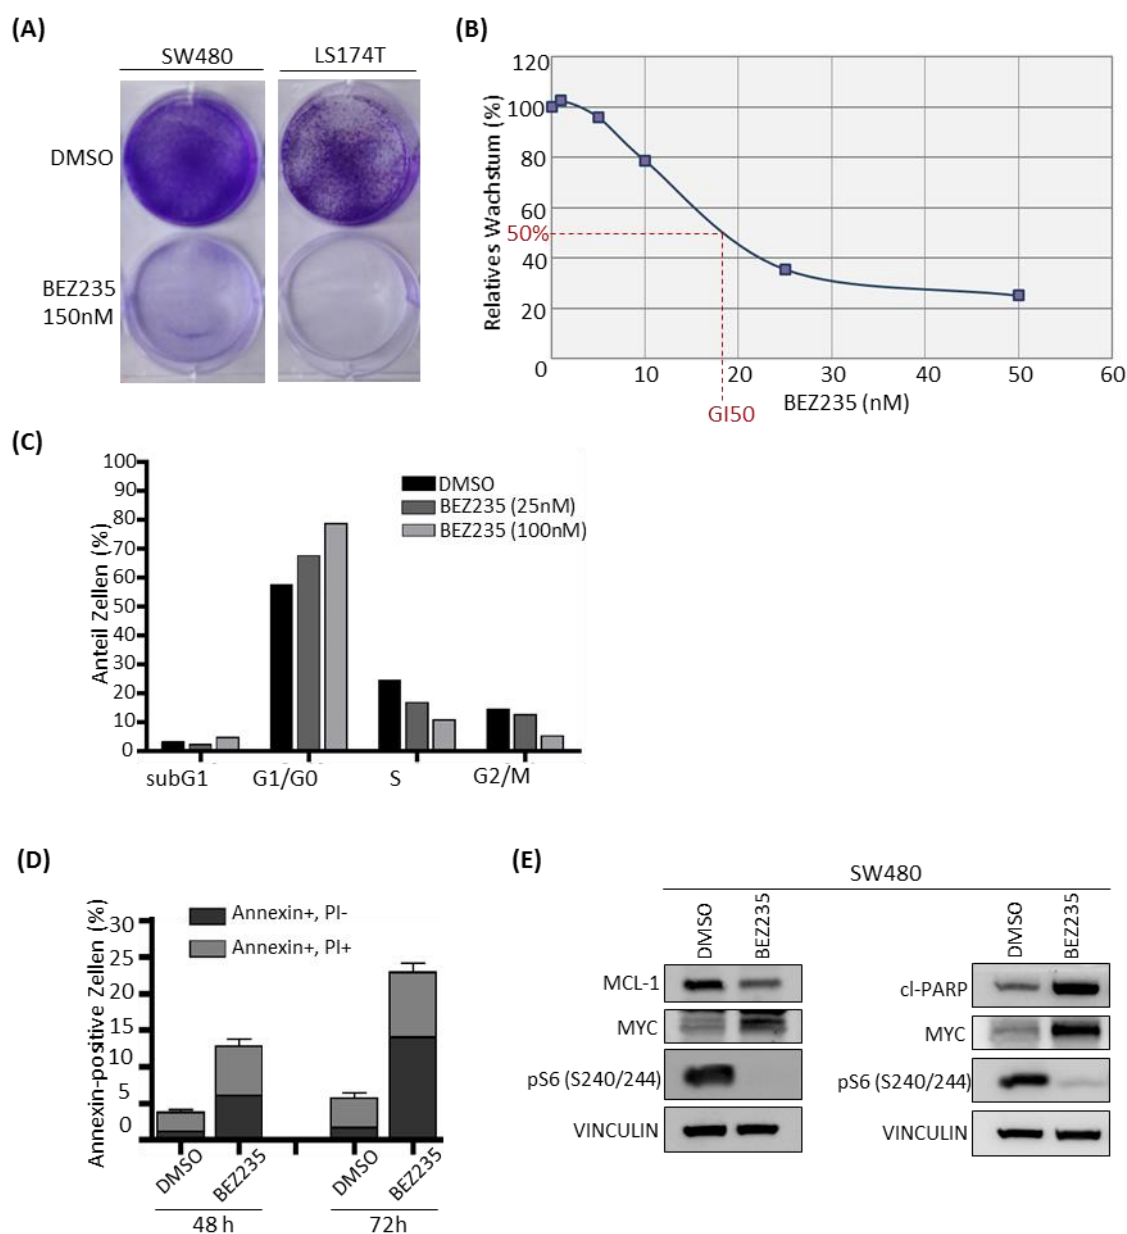 (A)
SW480
LS174T
DMSO
BEZ235
150nM
(B)
Relatives Wachstum (%)
120
100
80
60
50%
40
20
0
10
20
30
40
50
60
GI50
BEZ235 (nM)
(C)
Anteil Zellen (%)
100
90
80
70
60
50
40
30
20
10
0
DMSO
BEZ235 (25nM)
BEZ235 (100nM)
subG1
G1/G0
S
G2/M
(D)
Annexin-positive Zellen (%)
30
25
20
15
10
5
0
Annexin+, PI-
Annexin+, PI+
DMSO
BEZ235
DMSO
BEZ235
48 h
72h
(E)
SW480
DMSO
BEZ235
MCL-1
MYC
pS6 (S240/244)
VINCULIN
DMSO
BEZ235
cl-PARP
MYC
pS6 (S240/244)
VINCULIN